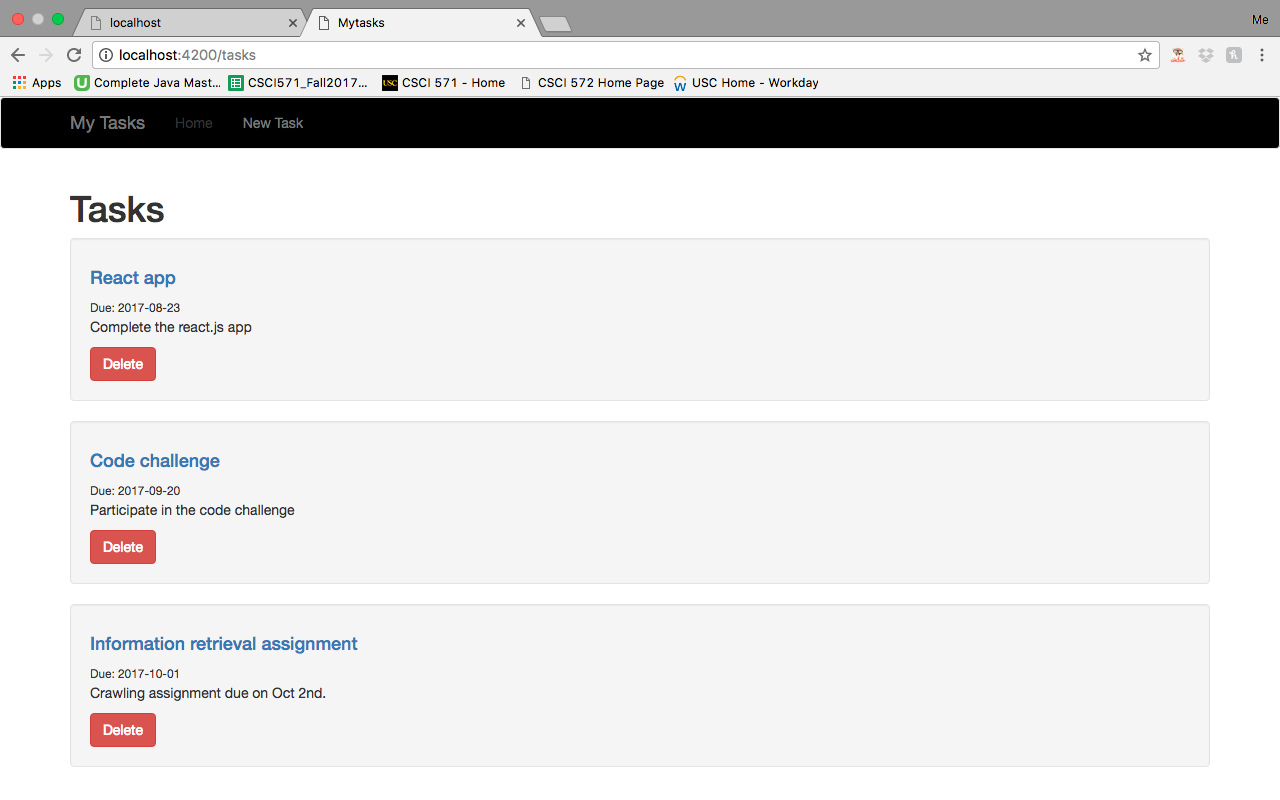 localhost
Mytasks
Me
localhost:4200/tasks
Apps
Complete Java Mast...
CSCI571_Fall2017...
USC
CSCI 571 - Home
CSCI 572 Home Page
USC Home - Workday
My Tasks
Home
New Task
Tasks
React app
Due: 2017-08-23
Complete the react.js app
Delete
Code challenge
Due: 2017-09-20
Participate in the code challenge
Delete
Information retrieval assignment
Due: 2017-10-01
Crawling assignment due on Oct 2nd.
Delete